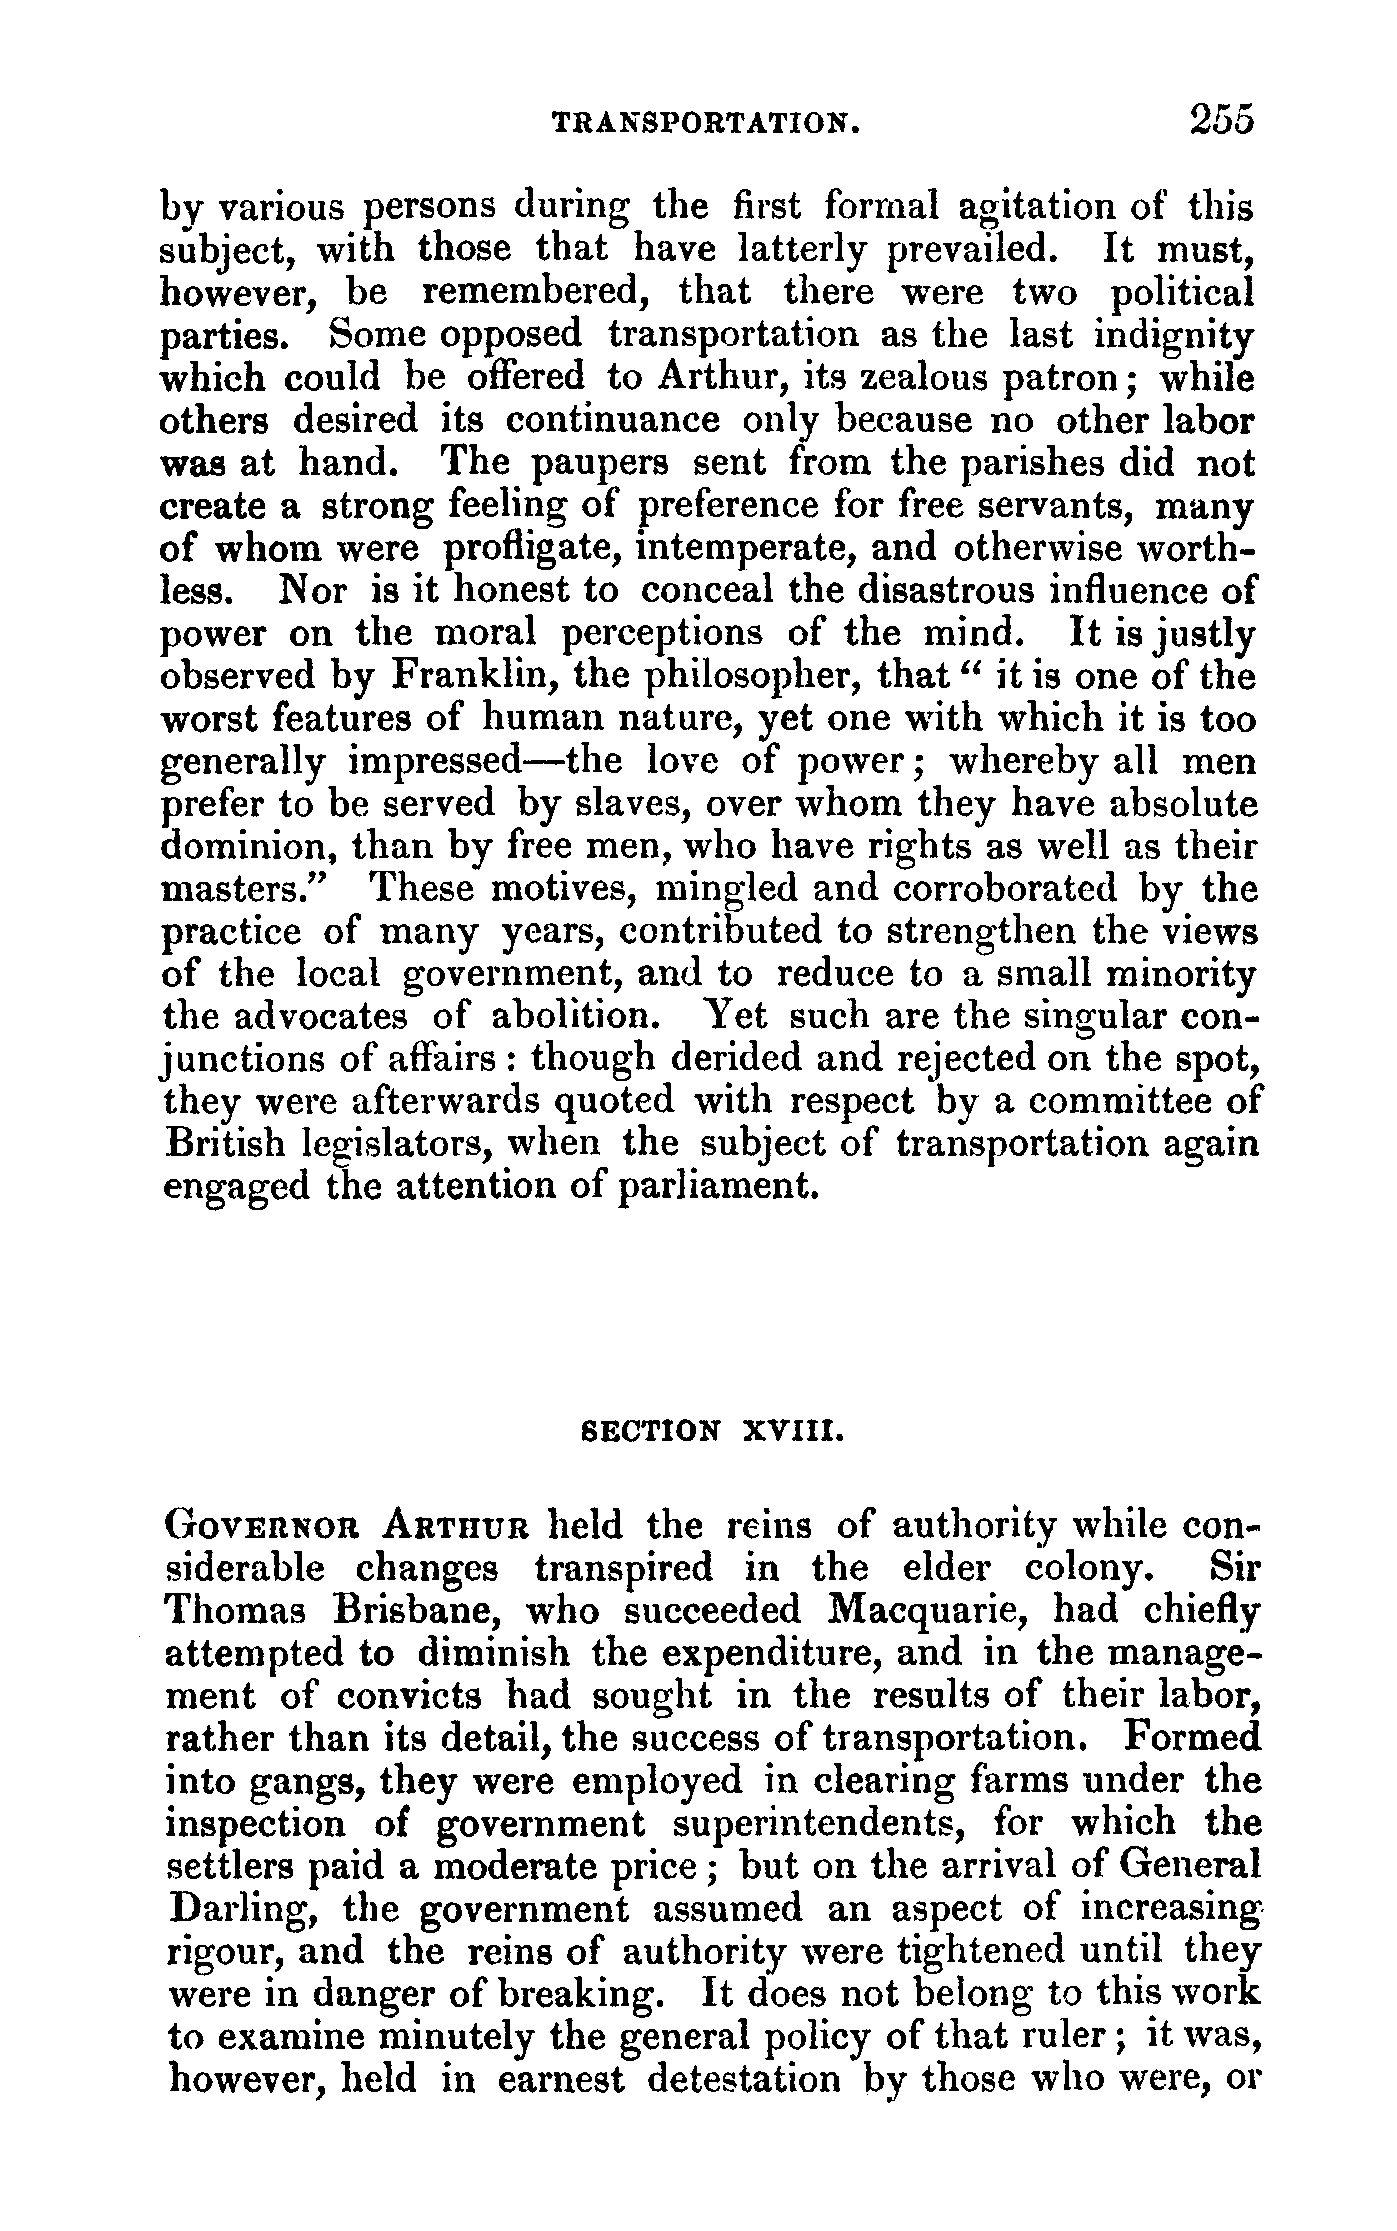 TRANSPORTATION. 255
by various persons during the first formal agitation of this
subject, with those that have latterly prevailed. It must,
however, be remembered, that there were two political
parties. Some opposed transportation as the last indignity
which could be offered to Arthur, its zealous patron; while
others desired its continuance only because no other labor
was at hand. The paupers sent from the parishes did not
create a strong feeling of preference for free servants, many
of whom were profligate, intemperate, and otherwise worth-
less. Nor is it honest to conceal the disastrous influence of
power on the moral perceptions of the mind. It is justly
observed by Franklin, the philosopher, that “ it is one of the
worst features of human nature, yet one with which it is too
generally impressed—the love of power; whereby all men
prefer to be served by slaves, over whom they have absolute
dominion, than by free men, who have rights as well as their
masters.” These motives, mingled and corroborated by the
practice of many years, contributed to strengthen the views
of the local government, and to reduce to a small minority
the advocates of abolition. Yet such are the singular con-
junctions of affairs : though derided and rejected on the spot,
they were afterwards quoted with respect by a committee of
British legislators, when the subject of transportation again
engaged the attention of parliament.
SECTION XVIII.
GOVERNOR ARTHUR held the reins of authority while con-
siderable changes transpired in the elder colony. Sir
Thomas Brisbane, who succeeded Macquarie, had chiefly
attempted to diminish the expenditure, and in the manage-
ment of convicts had sought in the results of their labor,
rather than its detail, the success of transportation. Formed
into gangs, they were employed in clearing farms under the
inspection of government superintendents, for which the
settlers paid a moderate price ; but on the arrival of General
Darling, the government assumed an aspect of increasing
rigour, and the reins of authority were tightened until they
were in danger of breaking. It does not belong to this work
to examine minutely the general policy of that ruler; it was,
however, held in earnest detestation by those who were, or